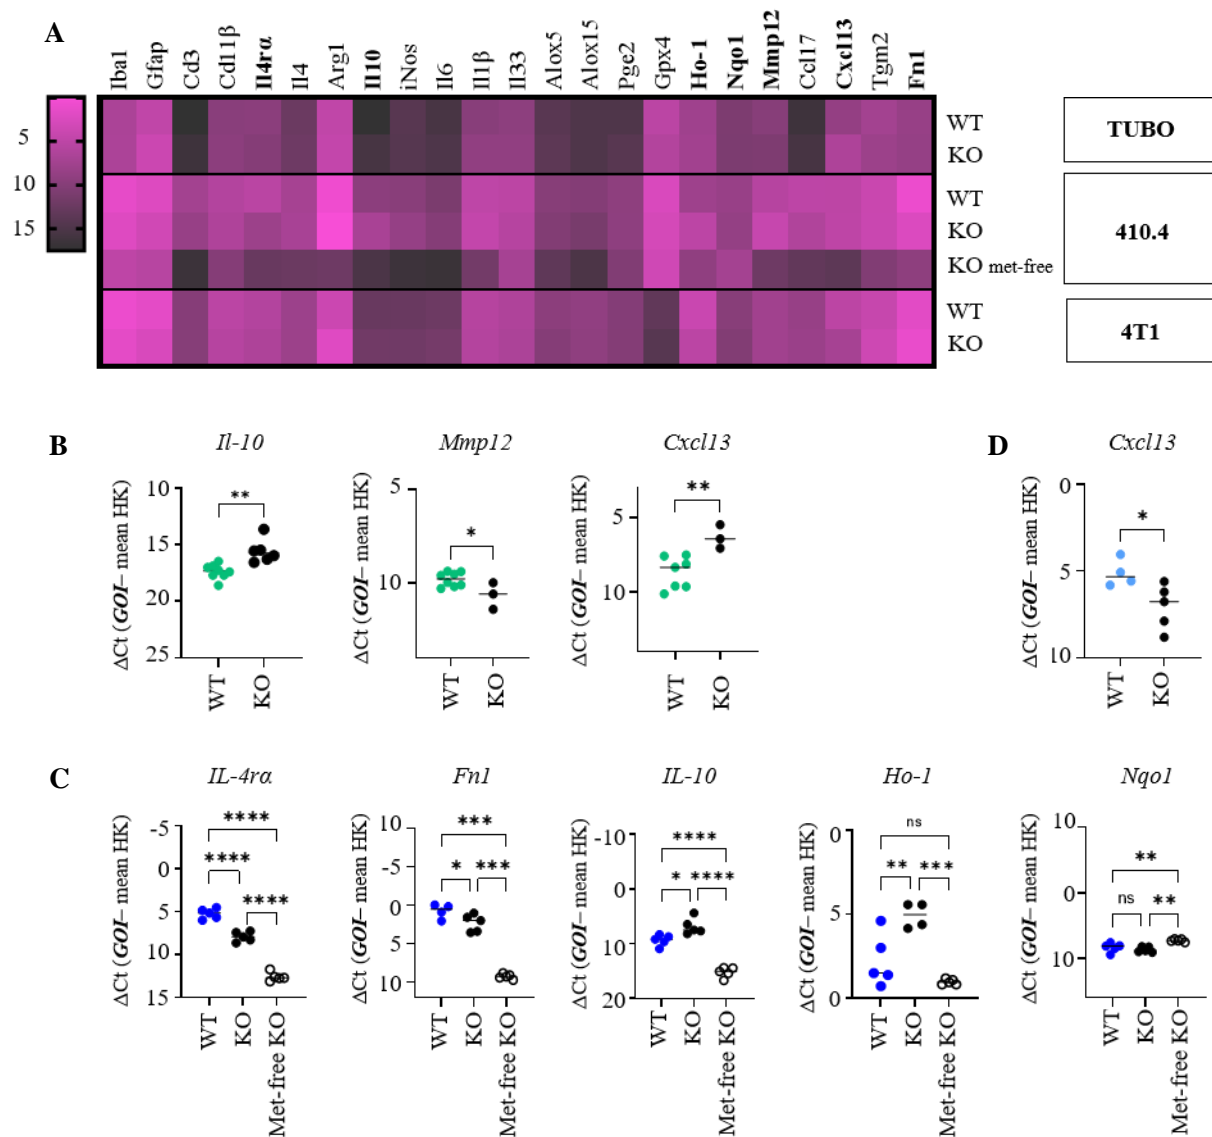 A
Iba1
Gfap
Cd3
Cd11β
Il4rα
Il4
Arg1
Il10
iNos
Il6
Il1β
Il33
Alox5
Alox15
Pge2
Gpx4
Ho-1
Nqo1
Mmp12
Ccl17
Cxcl13
Tgm2
Fn1
5
10
15
WT
KO
WT
KO
KO met-free
WT
KO
TUBO
410.4
4T1
B
Il-10
ΔCt (GOI– mean HK)
10
15
20
25
**
WT
KO
Mmp12
ΔCt (GOI– mean HK)
5
10
*
WT
KO
Cxcl13
ΔCt (GOI– mean HK)
5
10
**
WT
KO
D
Cxcl13
ΔCt (GOI– mean HK)
0
5
10
*
WT
KO
C
IL-4rα
ΔCt (GOI– mean HK)
-5
0
5
10
15
****
****
****
WT
KO
Met-free KO
Fn1
ΔCt (GOI– mean HK)
10
-5
0
5
10
***
*
***
WT
KO
Met-free KO
IL-10
ΔCt (GOI– mean HK)
-10
0
10
20
****
*
****
WT
KO
Met-free KO
Ho-1
ΔCt (GOI– mean HK)
0
5
0
ns
**
***
WT
KO
Met-free KO
Nqo1
ΔCt (GOI– mean HK)
10
0
10
**
ns
**
WT
KO
Met-free KO